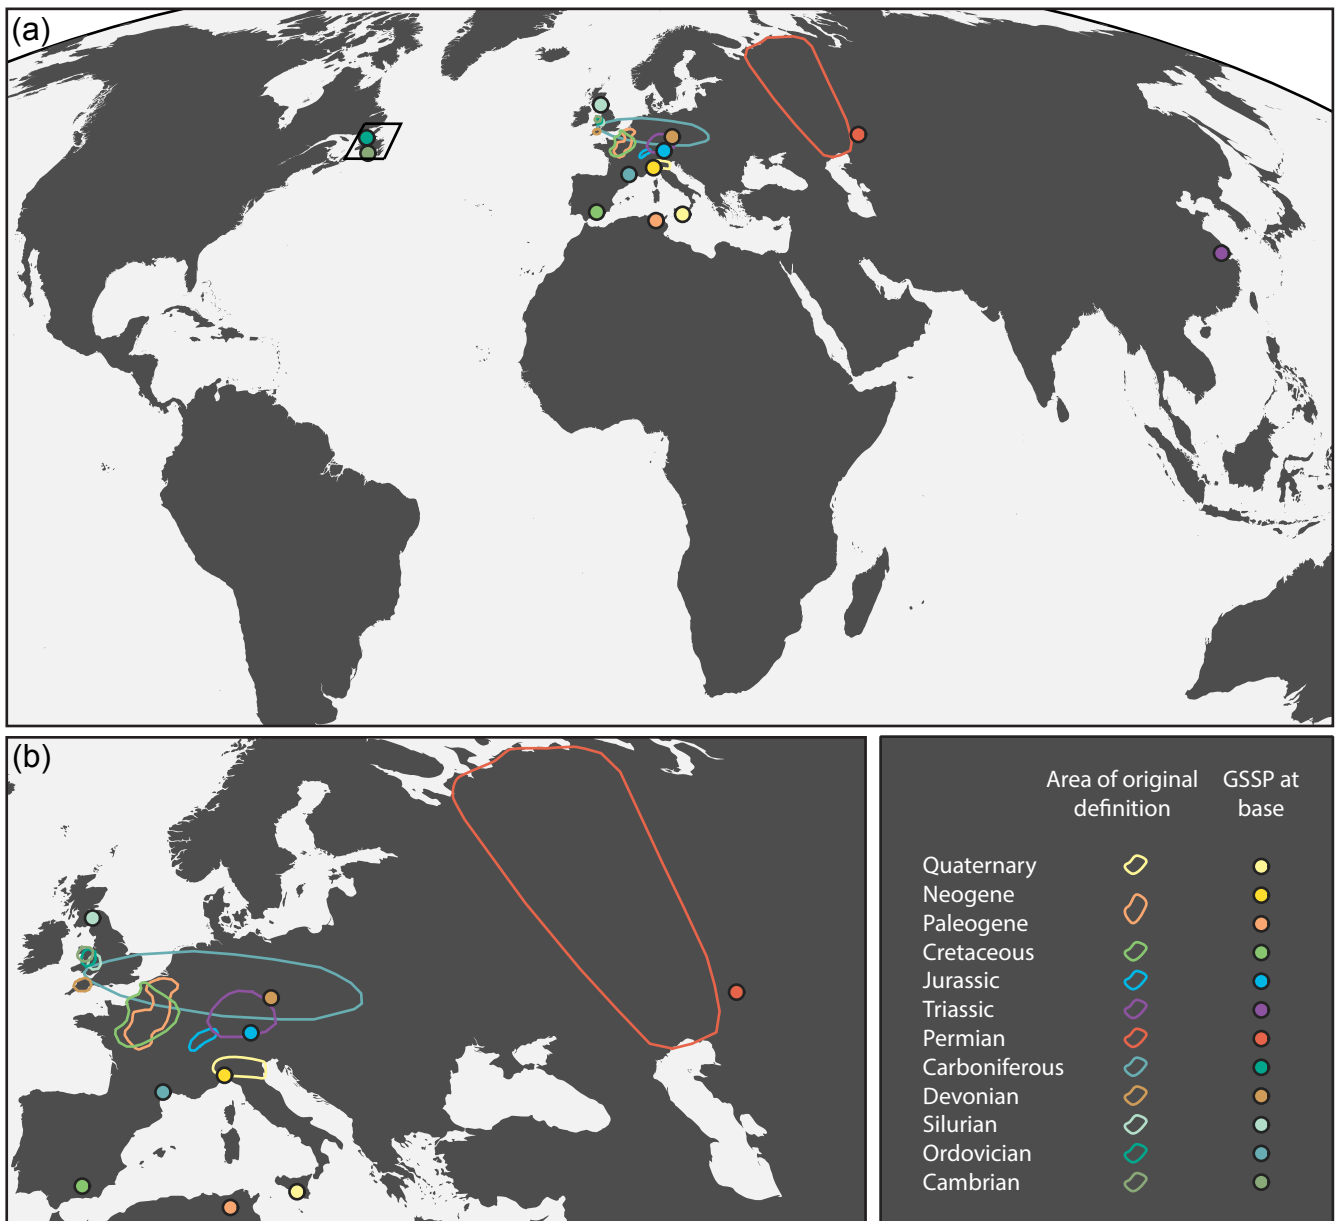 (a)
(b)
Area of original
definition
GSSP at
base
Quaternary
Neogene
Paleogene
Cretaceous
Jurassic
Triassic
Permian
Carboniferous
Devonian
Silurian
Ordovician
Cambrian